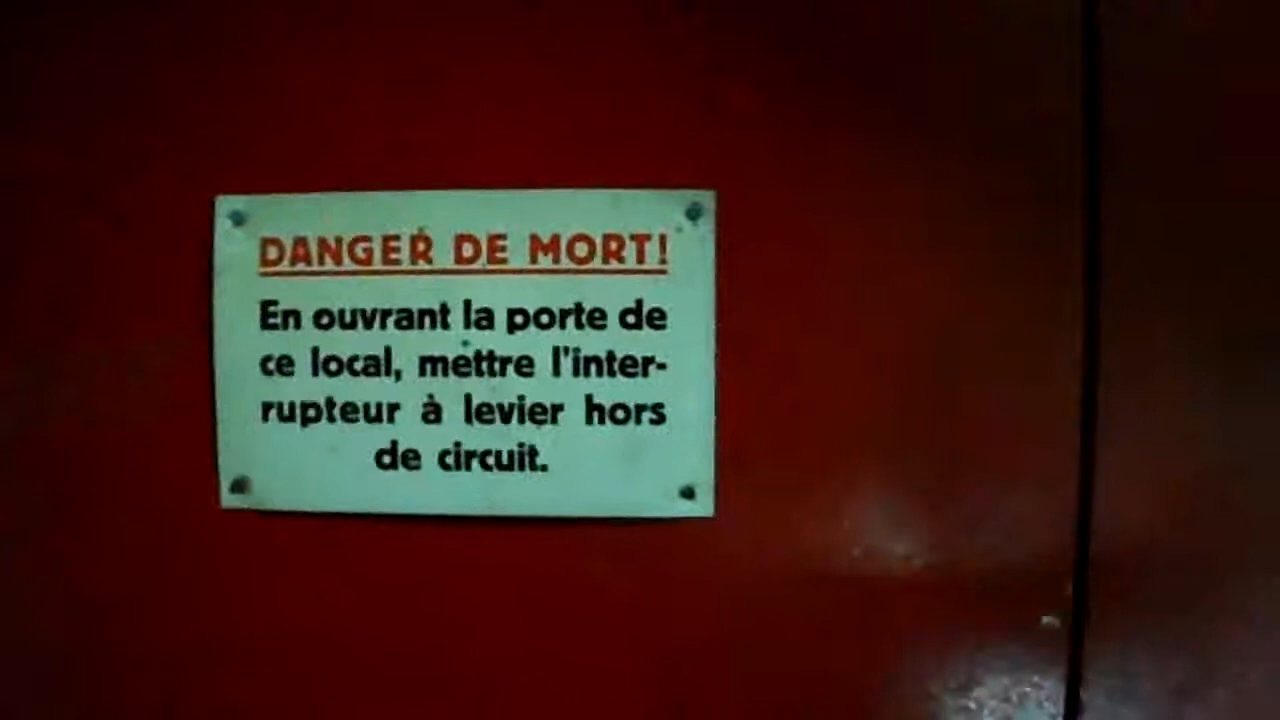 DANGER DE MORT!
En ouvrant la porte de
ce local, mettre l'inter-
rupteur à levier hors
de circuit.